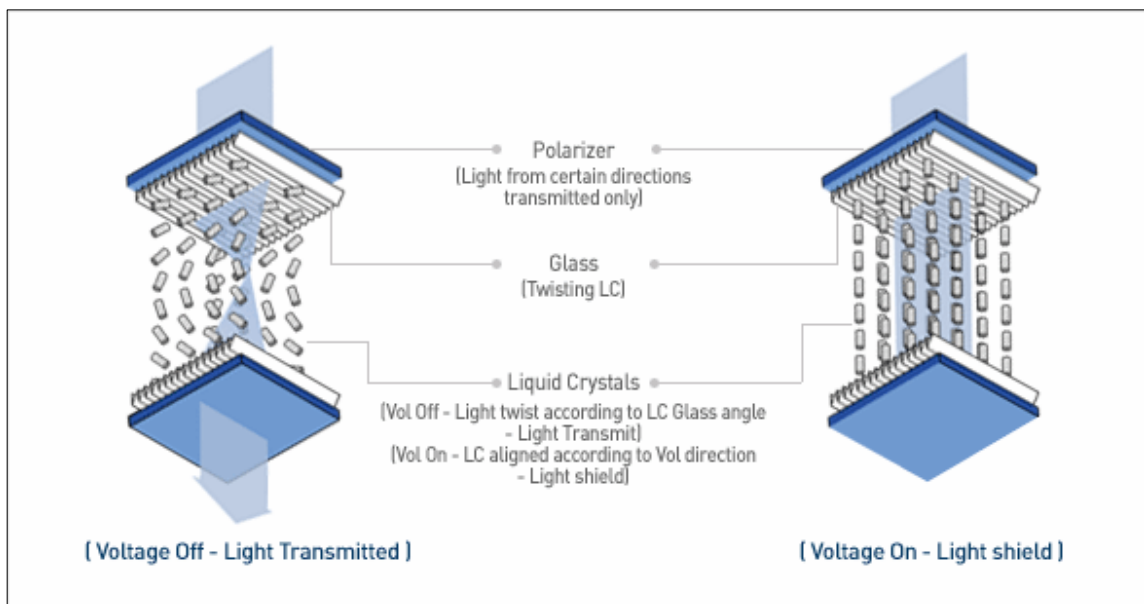 Polarizer
(Light from certain directions
transmitted only)
Glass
(Twisting LC)
Liquid Crystals
(Vol Off - Light twist according to LC Glass angle
- Light Transmit)
(Vol On - LC aligned according to Vol direction
- Light shield)
( Voltage Off - Light Transmitted )
( Voltage On - Light shield )